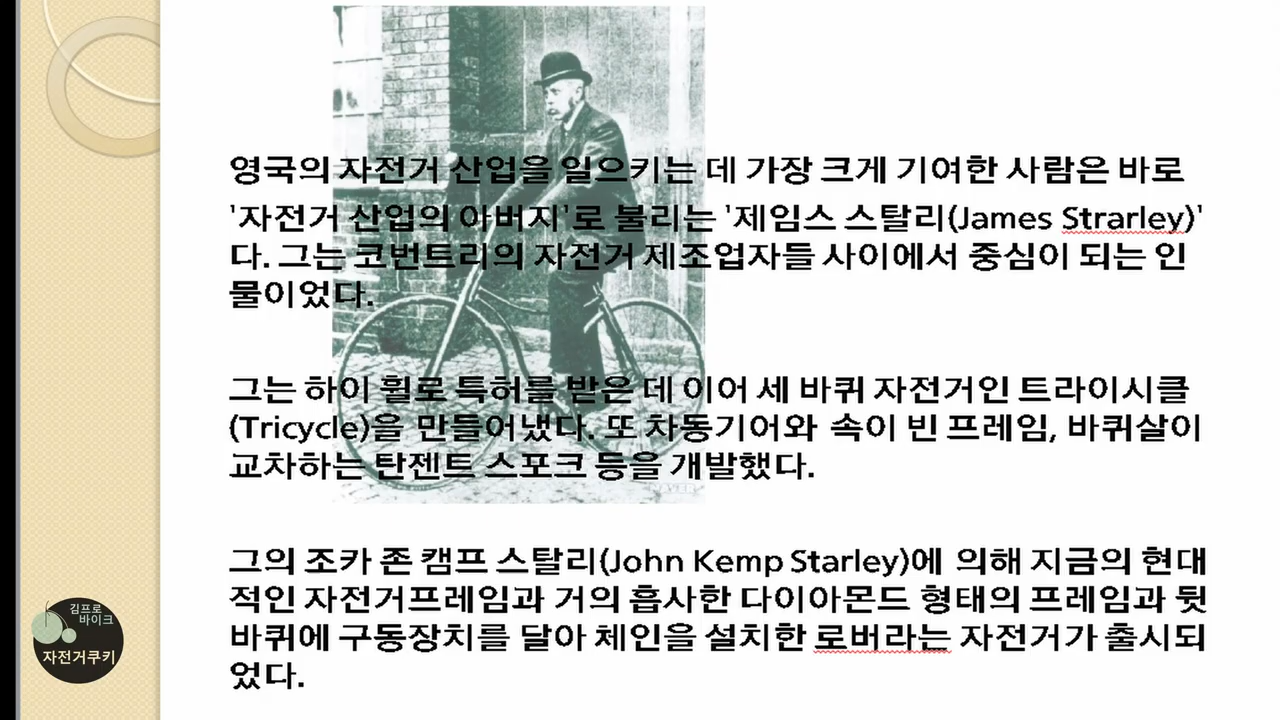 영국의 자전거 산업을 일으키는 데 가장 크게 기여한 사람은 바로
'자전거 산업의 아버지'로 불리는 '제임스 스탈리(James Strarley)'
다. 그는 코번트리의 자전거 제조업자들 사이에서 중심이 되는 인
물이었다.
그는 하이 휠로 특허를 받은 데 이어 세 바퀴 자전거인 트라이시클
(Tricycle)을 만들어냈다. 또 차동기어와 속이 빈 프레임, 바퀴살이
교차하는 탄젠트 스포크 등을 개발했다.
그의 조카 존 캠프 스탈리(John Kemp Starley)에 의해 지금의 현대
적인 자전거프레임과 거의 흡사한 다이아몬드 형태의 프레임과 뒷
바퀴에 구동장치를 달아 체인을 설치한 로버라는 자전거가 출시되
었다.
김프로
바이크
자전거쿠키